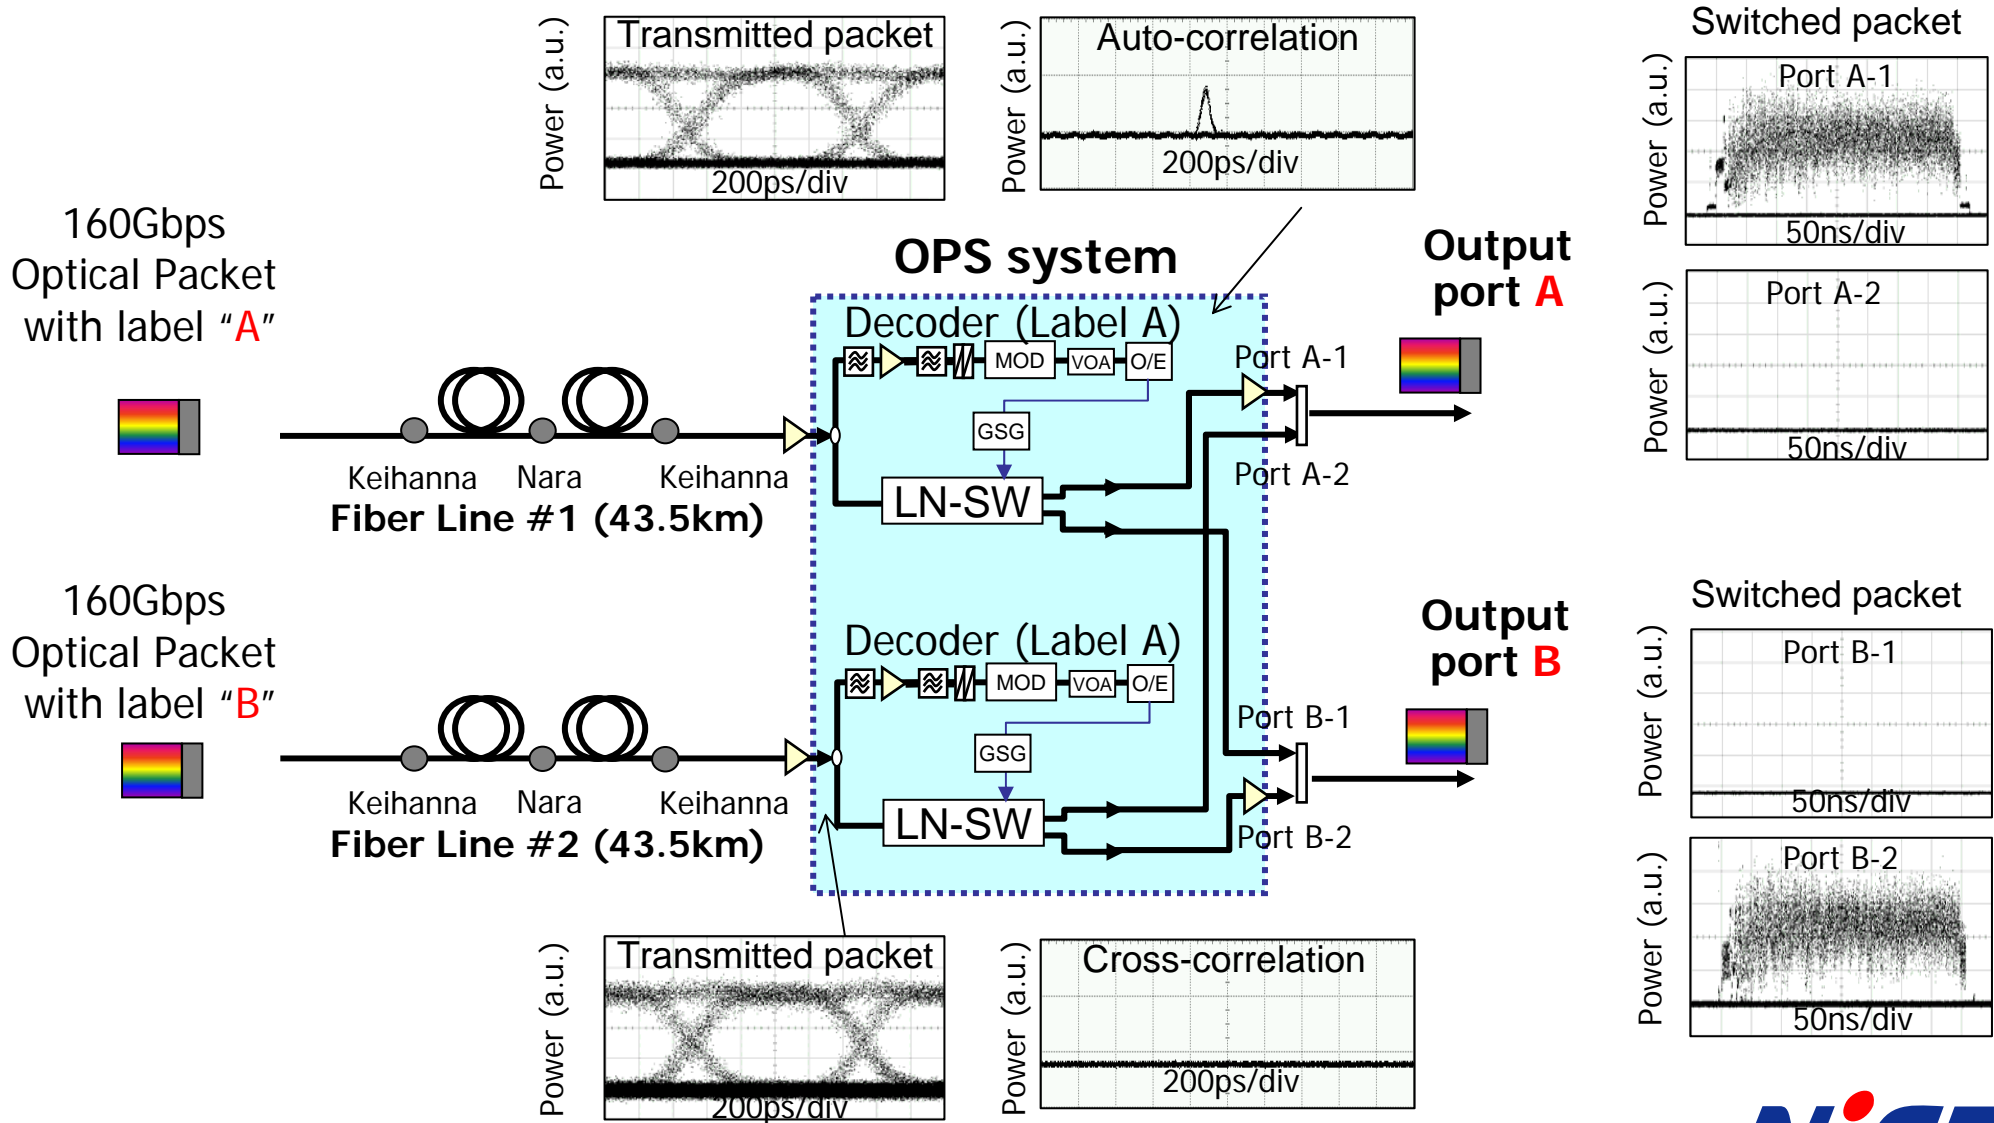 Transmitted packet
Power (a.u.)
200ps/div
Auto-correlation
Power (a.u.)
200ps/div
Switched packet
Port A-1
Power (a.u.)
50ns/div
Port A-2
Power (a.u.)
50ns/div
160Gbps
Optical Packet
with label “A”
OPS system
Output
port A
Decoder (Label A)
MOD
VOA
O/E
GSG
LN-SW
Port A-1
Port A-2
Keihanna
Nara
Keihanna
Fiber Line #1 (43.5km)
160Gbps
Optical Packet
with label “B”
Output
port B
Decoder (Label A)
MOD
VOA
O/E
GSG
LN-SW
Port B-1
Port B-2
Keihanna
Nara
Keihanna
Fiber Line #2 (43.5km)
Switched packet
Port B-1
Power (a.u.)
50ns/div
Port B-2
Power (a.u.)
50ns/div
Transmitted packet
Power (a.u.)
200ps/div
Cross-correlation
Power (a.u.)
200ps/div